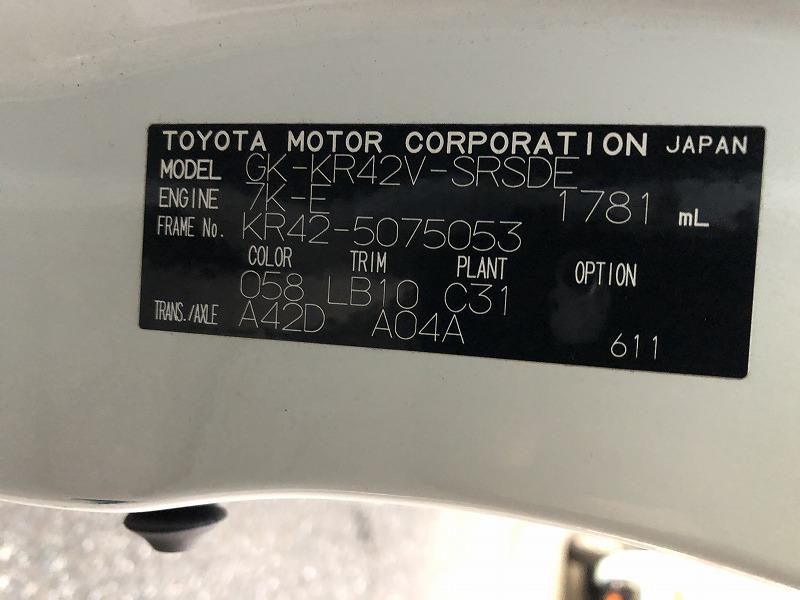 TOYOTA MOTOR CORPORATION JAPAN
MODEL GK-KR42V-SRSDE
ENGINE 7K-E 1781 mL
FRAME No. KR42-5075053
COLOR TRIM PLANT OPTION
058 LB10 C31
TRANS./AXLE A42D A04A
611